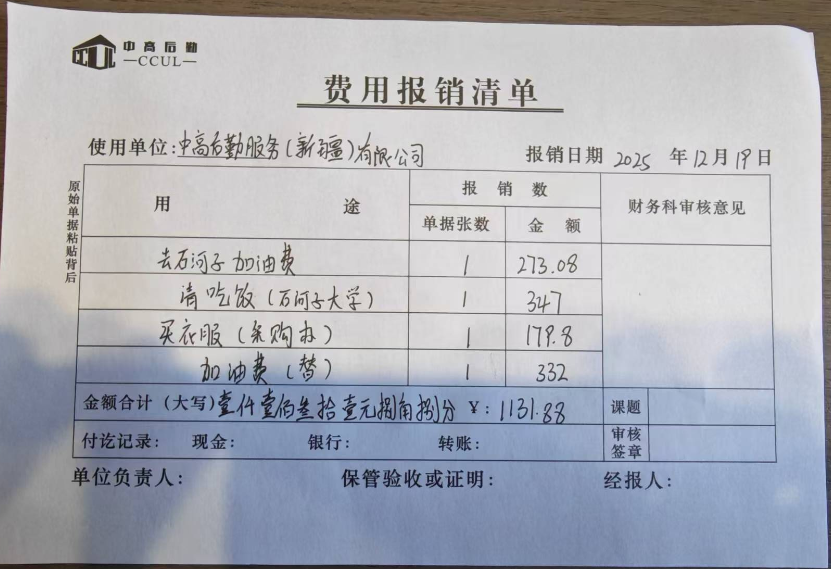 中高后勤
—CCUL—
费用报销清单
使用单位:中高后勤服务(新疆)有限公司 报销日期 2025 年 12 月 19 日
原始单据粘贴背后
用 途 报销数 财务科审核意见
单据张数 金额
去石河子加油费 1 273.08
请吃饭(石河子大学) 1 347
买衣服(采购办) 1 179.8
加油费(替) 1 332
金额合计(大写)壹仟壹佰叁拾壹元捌角捌分 ¥:1131.88 课题
付讫记录: 现金: 银行: 转账: 审核签章
单位负责人: 保管验收或证明: 经报人: